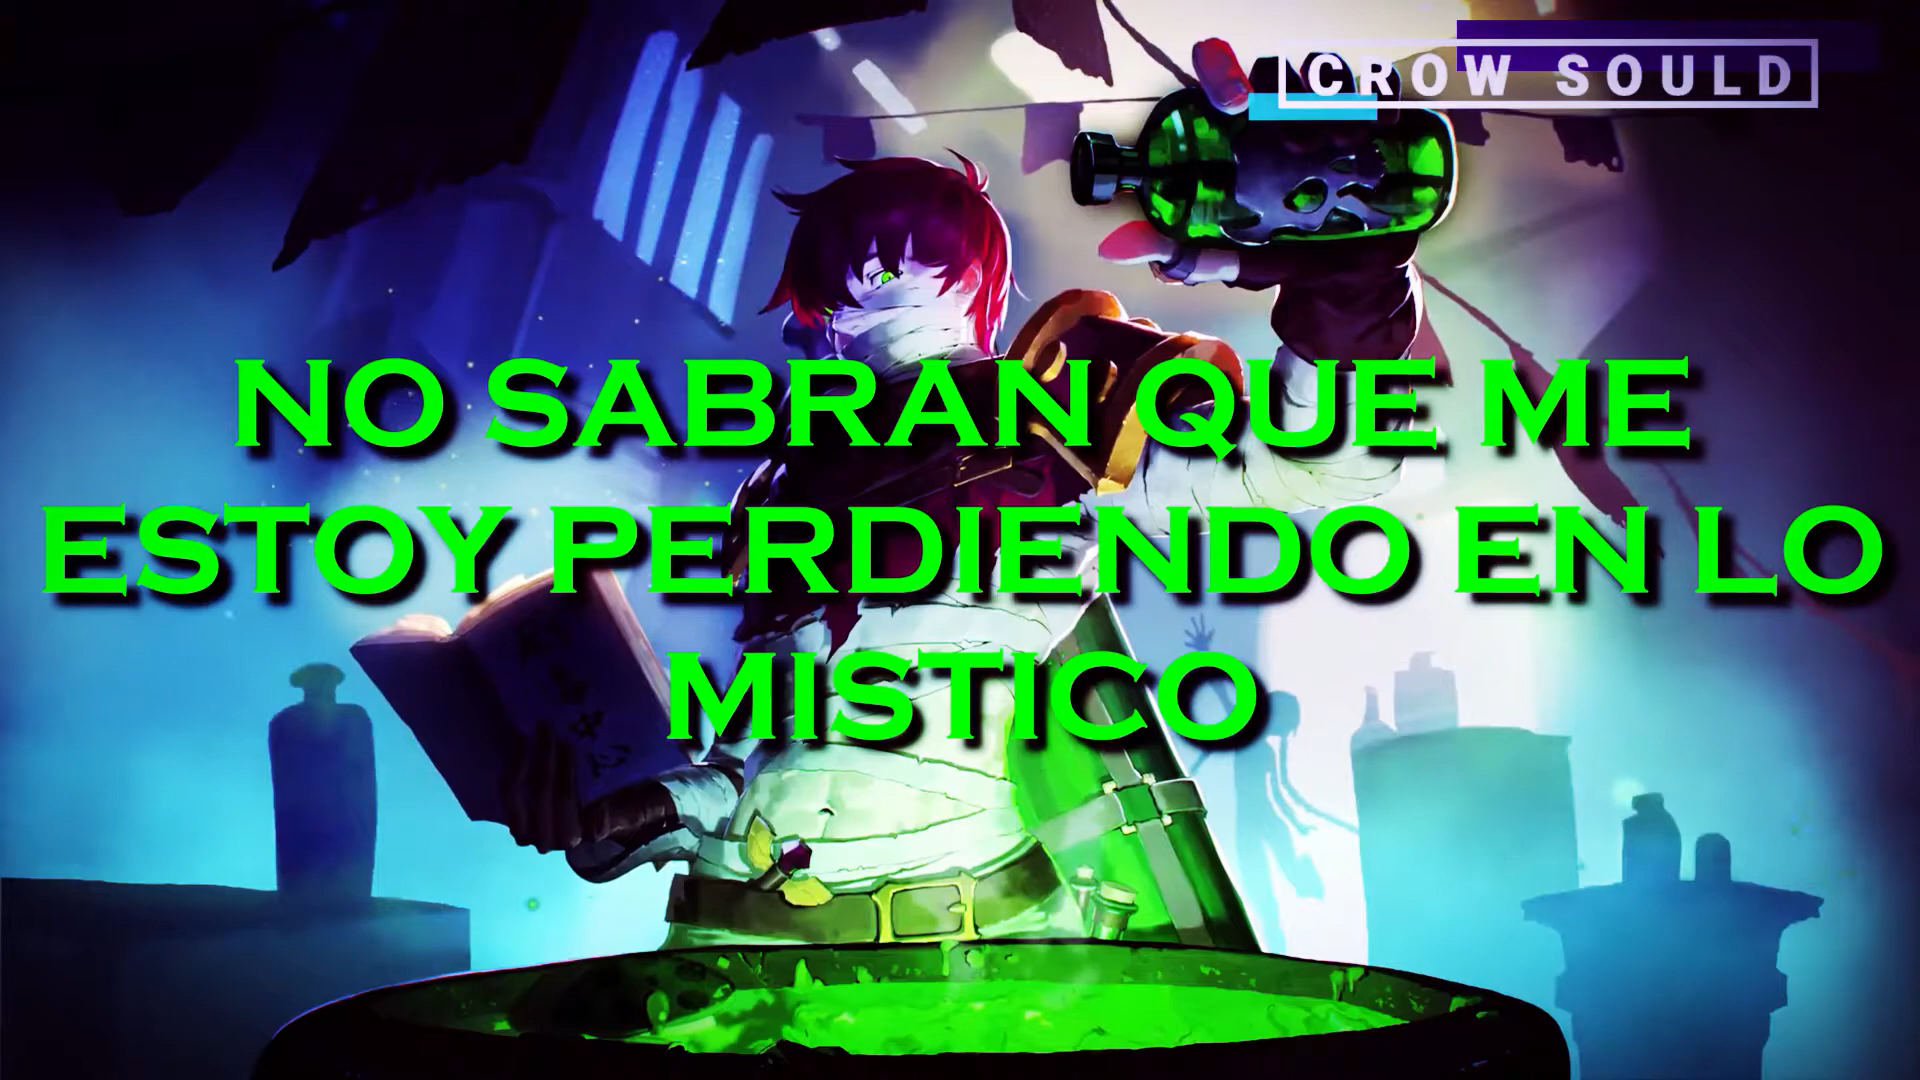 CROW SOULD
NO SABRAN QUE ME
ESTOY PERDIENDO EN LO
MISTICO